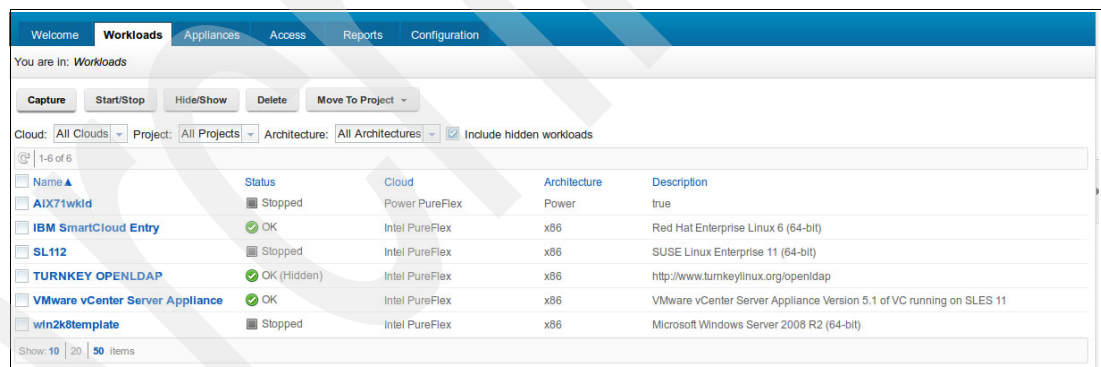 Welcome Workloads Appliances Access Reports Configuration
You are in: Workloads
Capture Start/Stop Hide/Show Delete Move To Project
Cloud: All Clouds Project: All Projects Architecture: All Architectures Include hidden workloads
1-6 of 6
Name Status Cloud Architecture Description
AIX71wkld Stopped Power PureFlex Power true
IBM SmartCloud Entry OK Intel PureFlex x86 Red Hat Enterprise Linux 6 (64-bit)
SL112 Stopped Intel PureFlex x86 SUSE Linux Enterprise 11 (64-bit)
TURNKEY OPENLDAP OK (Hidden) Intel PureFlex x86 http://www.turnkeylinux.org/openldap
VMware vCenter Server Appliance OK Intel PureFlex x86 VMware vCenter Server Appliance Version 5.1 of VC running on SLES 11
win2k8template Stopped Intel PureFlex x86 Microsoft Windows Server 2008 R2 (64-bit)
Show: 10 20 50 items